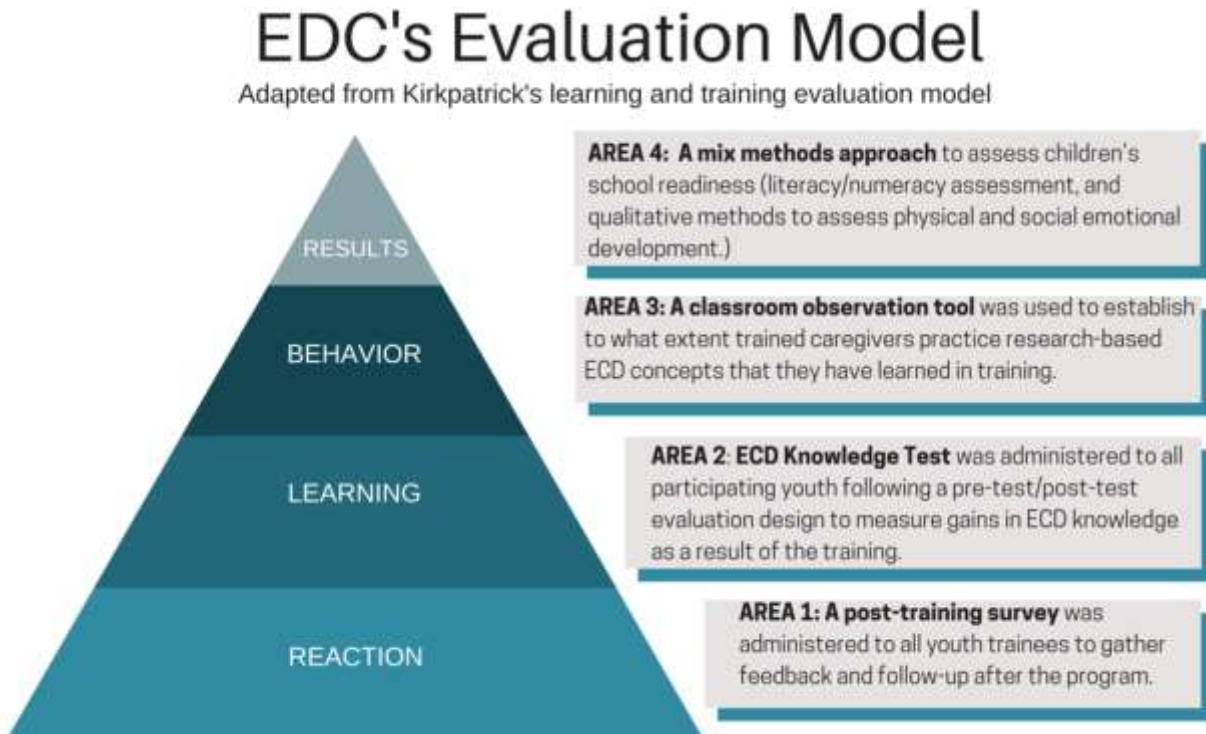 EDC's Evaluation Model
Adapted from Kirkpatrick's learning and training evaluation model
RESULTS
AREA 4: A mix methods approach to assess children's
school readiness (literacy/numeracy assessment, and
qualitative methods to assess physical and social emotional
development.)
BEHAVIOR
AREA 3: A classroom observation tool was used to establish
to what extent trained caregivers practice research-based
ECD concepts that they have learned in training.
LEARNING
AREA 2: ECD Knowledge Test was administered to all
participating youth following a pre-test/post-test
evaluation design to measure gains in ECD knowledge
as a result of the training.
REACTION
AREA 1: A post-training survey was
administered to all youth trainees to gather
feedback and follow-up after the program.